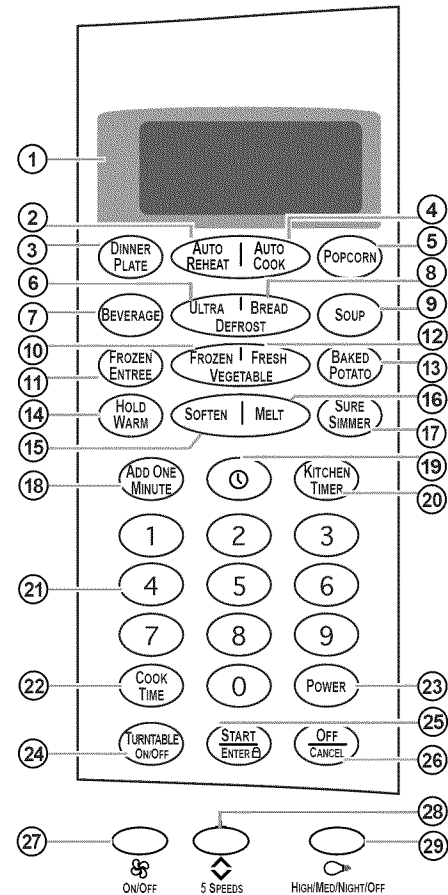 1
2
4
3
DINNER PLATE
AUTO REHEAT
AUTO COOK
POPCORN
5
6
8
7
BEVERAGE
ULTRA
BREAD
DEFROST
SOUP
9
10
12
11
FROZEN ENTREE
FROZEN
FRESH
VEGETABLE
BAKED POTATO
13
14
HOLD WARM
SOFTEN
MELT
SURE SIMMER
16
15
17
19
18
ADD ONE MINUTE
KITCHEN TIMER
20
1
2
3
21
4
5
6
7
8
9
22
COOK TIME
0
POWER
23
25
24
TURNTABLE ON/OFF
START ENTER
OFF CANCEL
26
28
27
29
ON/OFF
5 SPEEDS
HIGH/MED/NIGHT/OFF